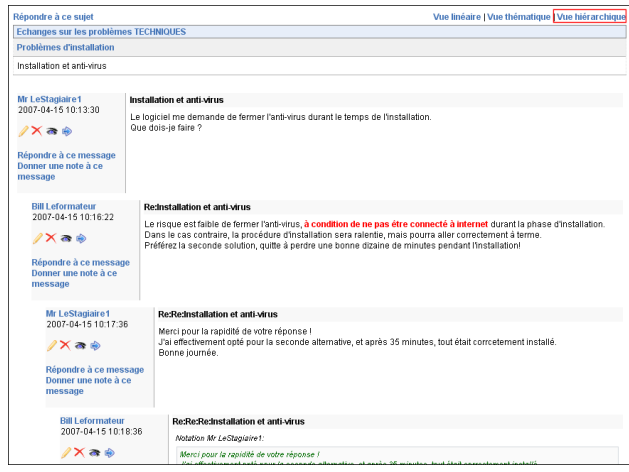 Répondre à ce sujet
Vue linéaire | Vue thématique | Vue hiérarchique
Echanges sur les problèmes TECHNIQUES
Problèmes d'installation
Installation et anti-virus
Mr LeStagiaire1
2007-04-15 10:13:30
Répondre à ce message
Donner une note à ce
message
Installation et anti-virus
Le logiciel me demande de fermer l'anti-virus durant le temps de l'installation.
Que dois-je faire ?
Bill Leformateur
2007-04-15 10:16:22
Répondre à ce message
Donner une note à ce
message
Re:Installation et anti-virus
Le risque est faible de fermer l'anti-virus, à condition de ne pas être connecté à internet durant la phase d'installation.
Dans le cas contraire, la procédure d'installation sera ralentie, mais pourra aller correctement à terme.
Préférez la seconde solution, quitte à perdre une bonne dizaine de minutes pendant l'installation!
Mr LeStagiaire1
2007-04-15 10:17:36
Répondre à ce message
Donner une note à ce
message
Re:Re:Installation et anti-virus
Merci pour la rapidité de votre réponse !
J'ai effectivement opté pour la seconde alternative, et après 35 minutes, tout était corrcetement installé.
Bonne journée.
Bill Leformateur
2007-04-15 10:18:36
Re:Re:Re:Installation et anti-virus
Notation Mr LeStagiaire1:
Merci pour la rapidité de votre réponse !